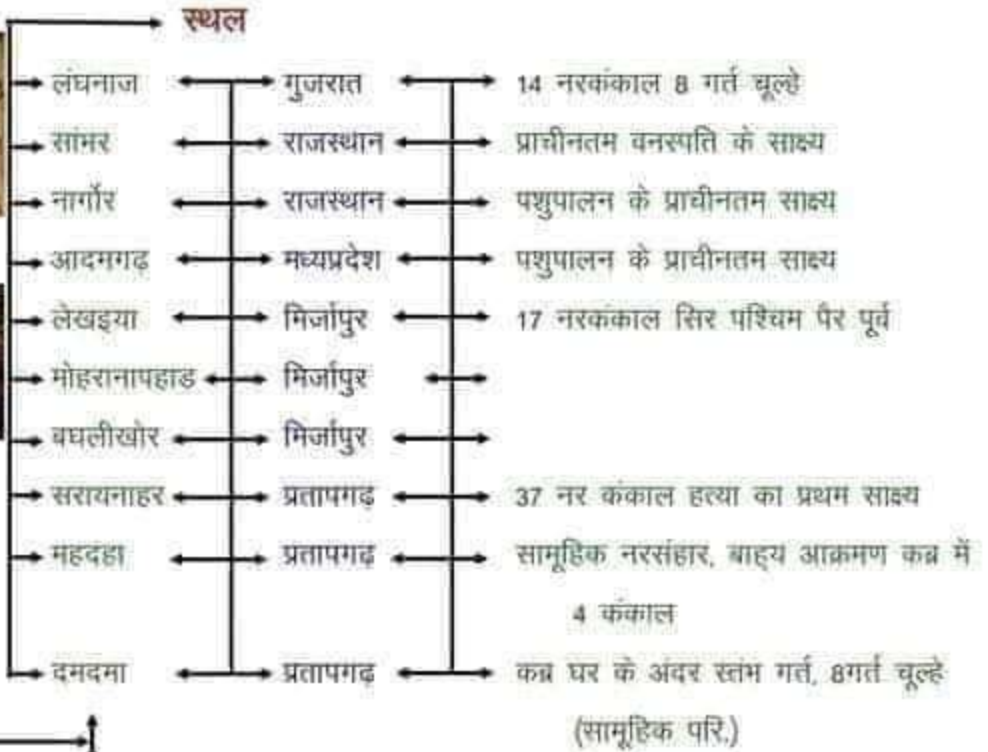 स्थल
लंघनाज गुजरात 14 नरकंकाल 8 गर्त चूल्हे
सांभर राजस्थान प्राचीनतम वनस्पति के साक्ष्य
नार्गौर राजस्थान पशुपालन के प्राचीनतम साक्ष्य
आदमगढ़ मध्यप्रदेश पशुपालन के प्राचीनतम साक्ष्य
लेखइया मिर्जापुर 17 नरकंकाल सिर पश्चिम पैर पूर्व
मोहरानापहाड मिर्जापुर
बघलीखोर मिर्जापुर
सरायनाहर प्रतापगढ़ 37 नर कंकाल हत्या का प्रथम साक्ष्य
महदहा प्रतापगढ़ सामूहिक नरसंहार, बाह्य आक्रमण कब्र में
4 कंकाल
दमदमा प्रतापगढ़ कब्र घर के अंदर स्तंभ गर्त, 8गर्त चूल्हे
(सामूहिक परि.)